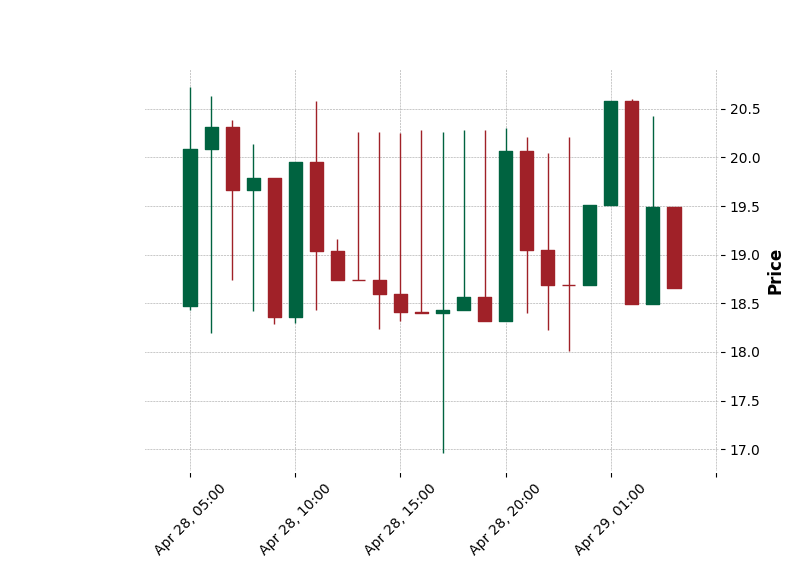 20.5
20.0
19.5
19.0
18.5
18.0
17.5
17.0
Price
Apr 28, 05:00
Apr 28, 10:00
Apr 28, 15:00
Apr 28, 20:00
Apr 29, 01:00